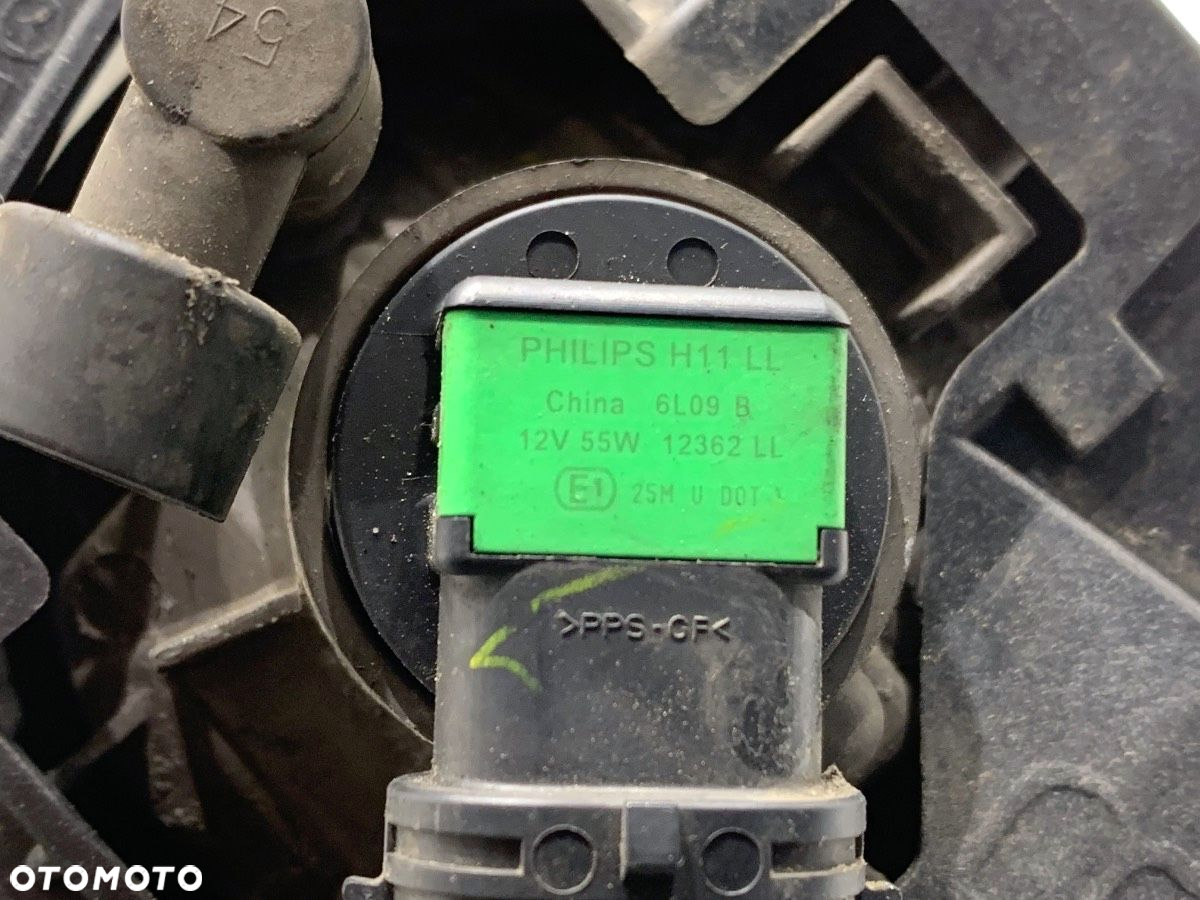 54
PHILIPS H11 LL
China 6L09 B
12V 55W 12362 LL
E1 25M U DOT
>PPS-GF<
OTOMOTO